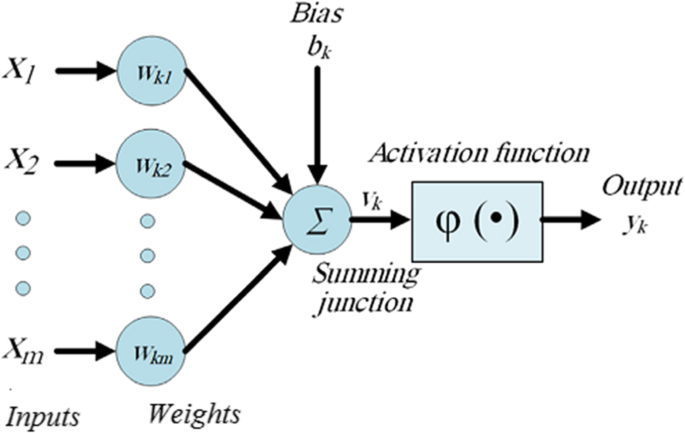 Bias
b_k
X_1
w_k1
X_2
w_k2
Activation function
v_k
Σ
φ (•)
Output
y_k
Summing
junction
X_m
w_km
Inputs
Weights